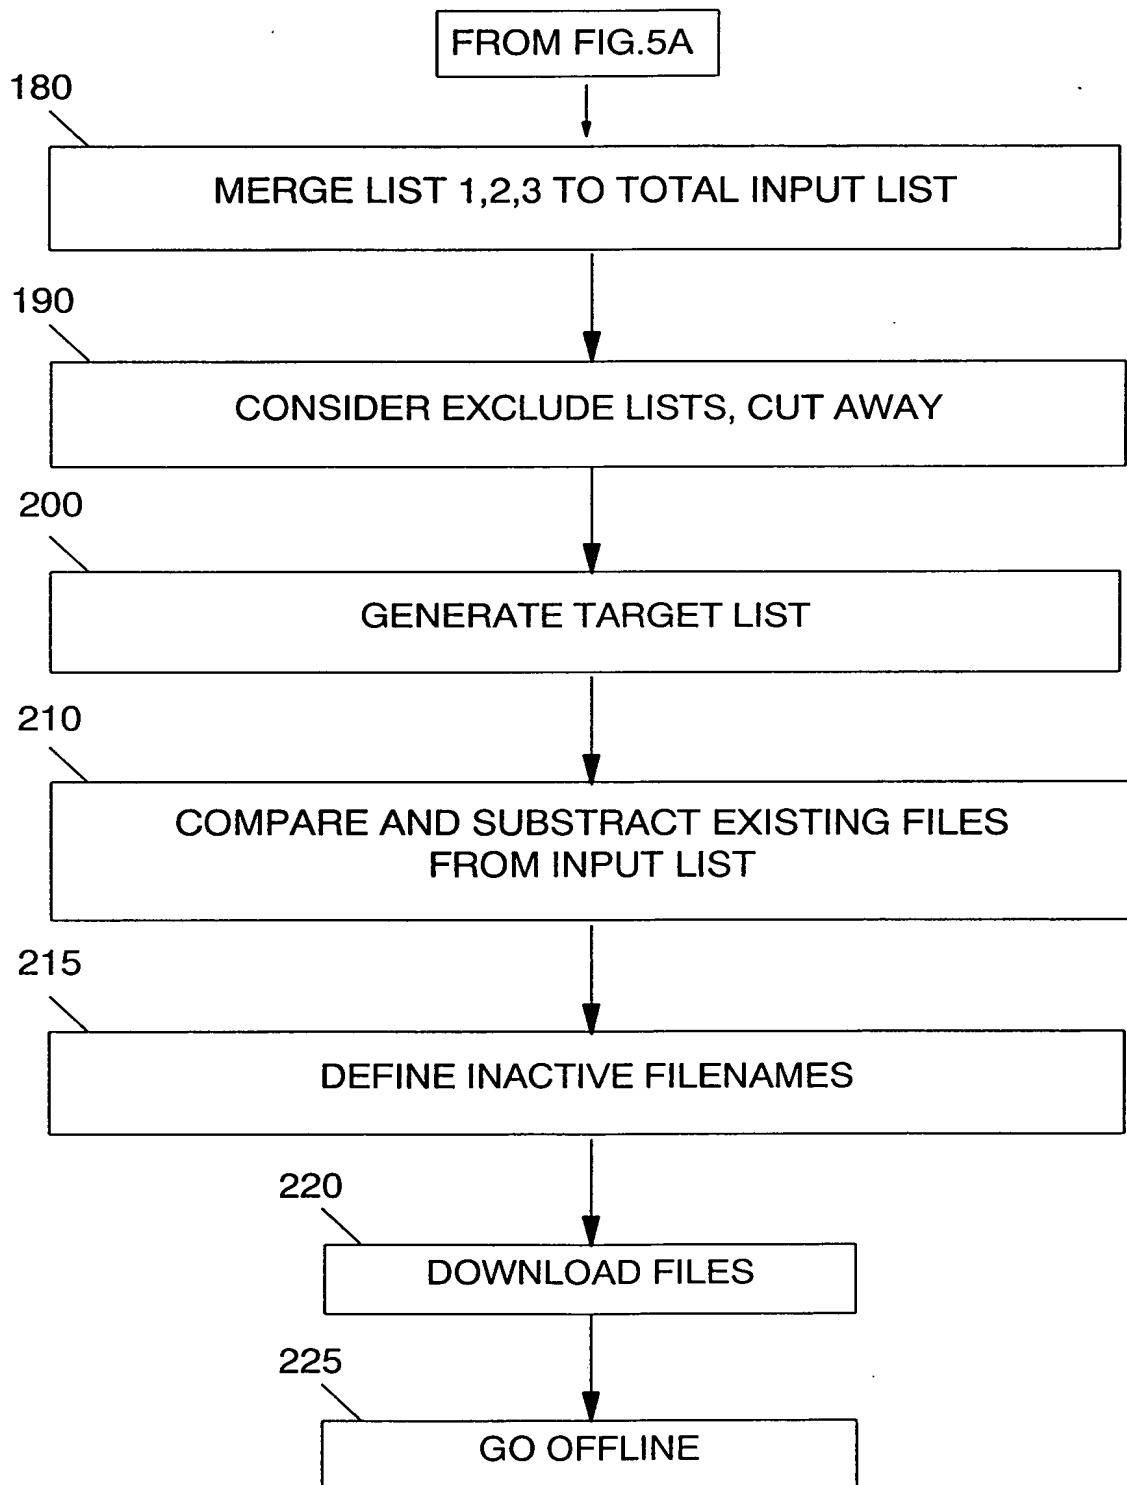 FROM FIG.5A
180
MERGE LIST 1,2,3 TO TOTAL INPUT LIST
190
CONSIDER EXCLUDE LISTS, CUT AWAY
200
GENERATE TARGET LIST
210
COMPARE AND SUBSTRACT EXISTING FILES
FROM INPUT LIST
215
DEFINE INACTIVE FILENAMES
220
DOWNLOAD FILES
225
GO OFFLINE